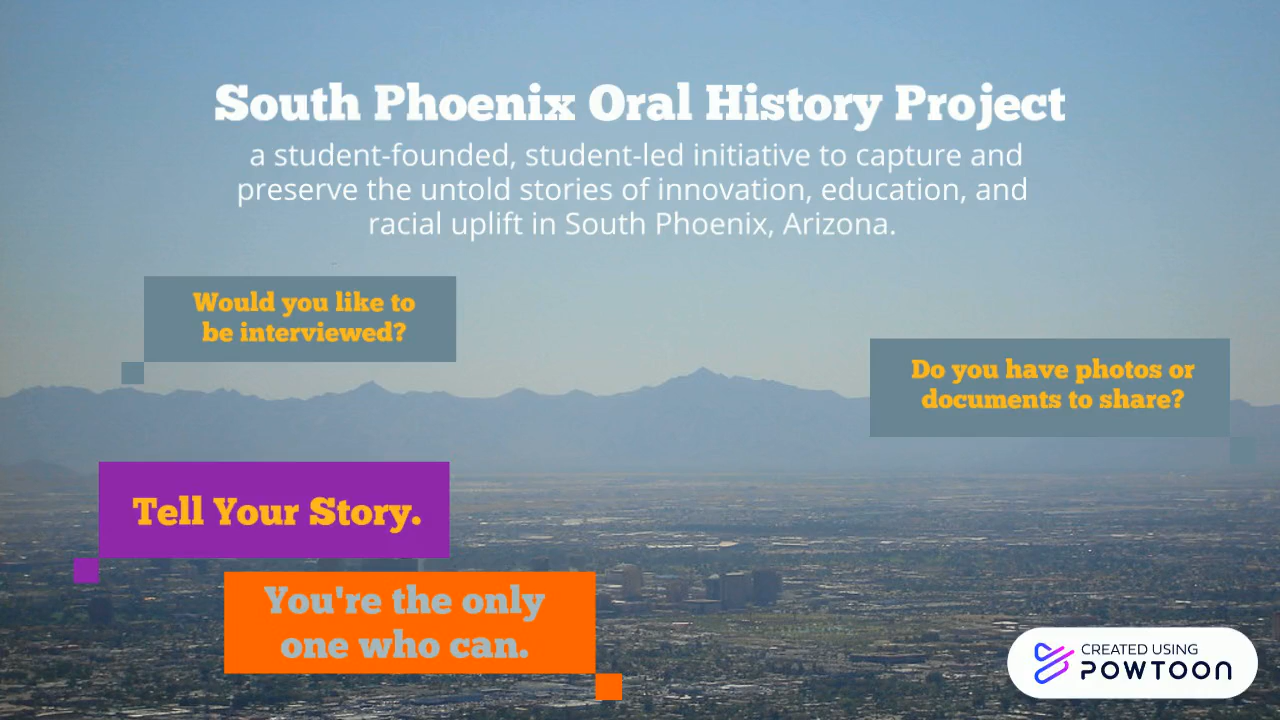 South Phoenix Oral History Project
a student-founded, student-led initiative to capture and
preserve the untold stories of innovation, education, and
racial uplift in South Phoenix, Arizona.
Would you like to
be interviewed?
Do you have photos or
documents to share?
Tell Your Story.
You're the only
one who can.
CREATED USING
POWTOON